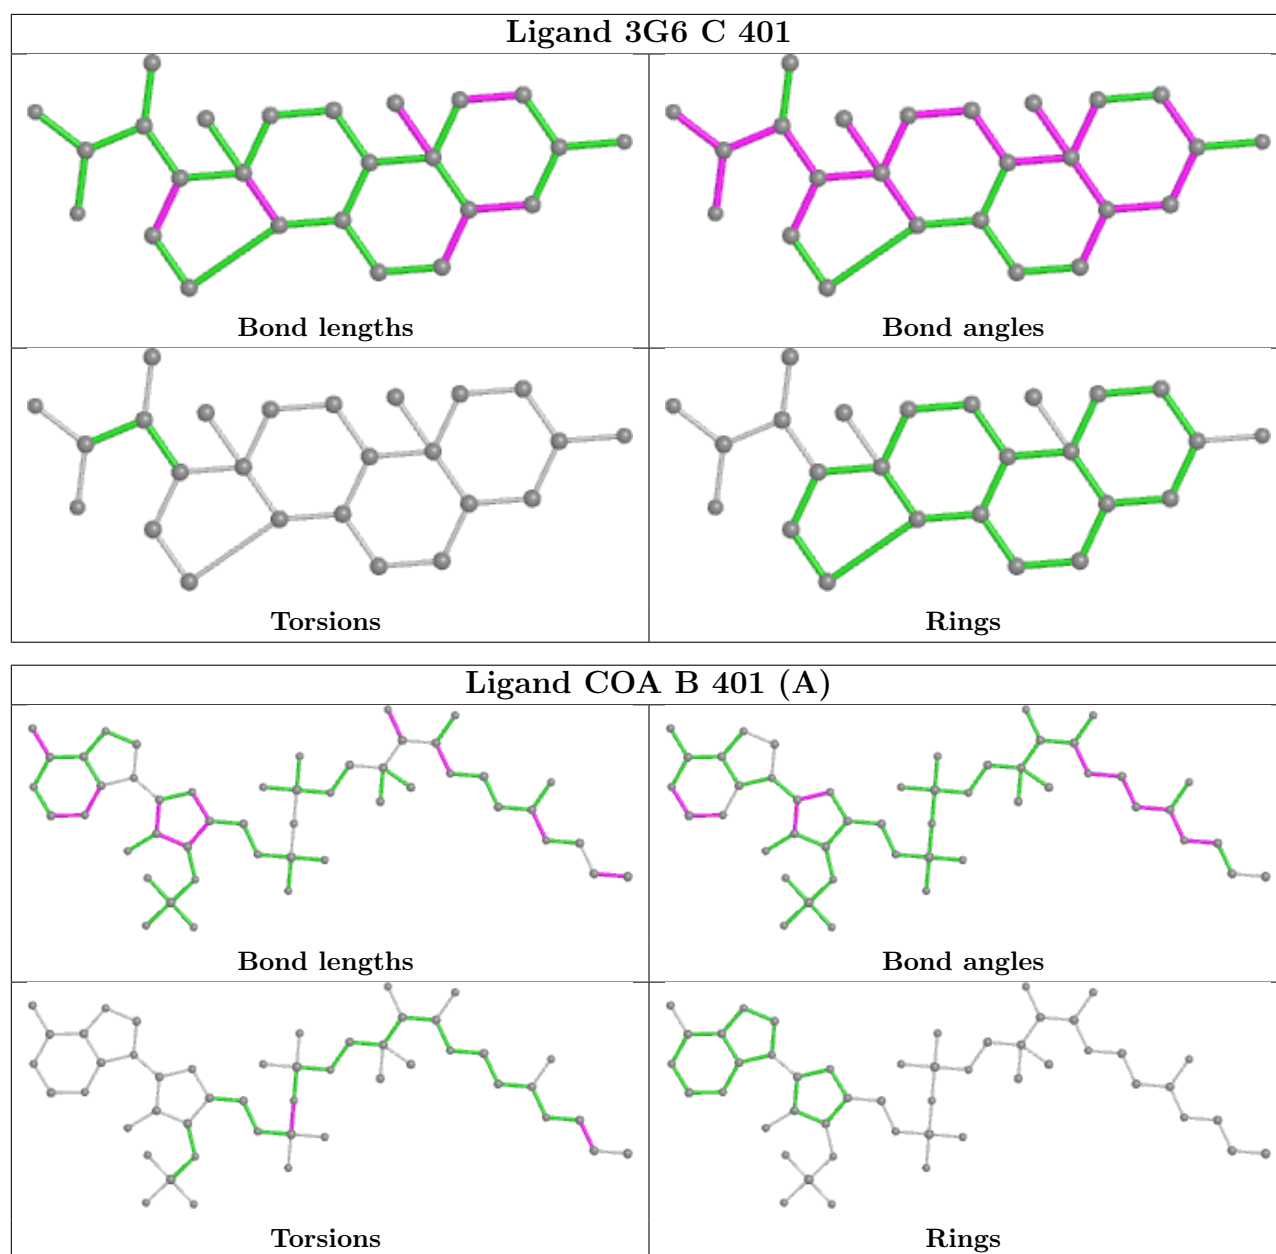 Ligand 3G6 C 401
Bond lengths
Bond angles
Torsions
Rings
Ligand COA B 401 (A)
Bond lengths
Bond angles
Torsions
Rings